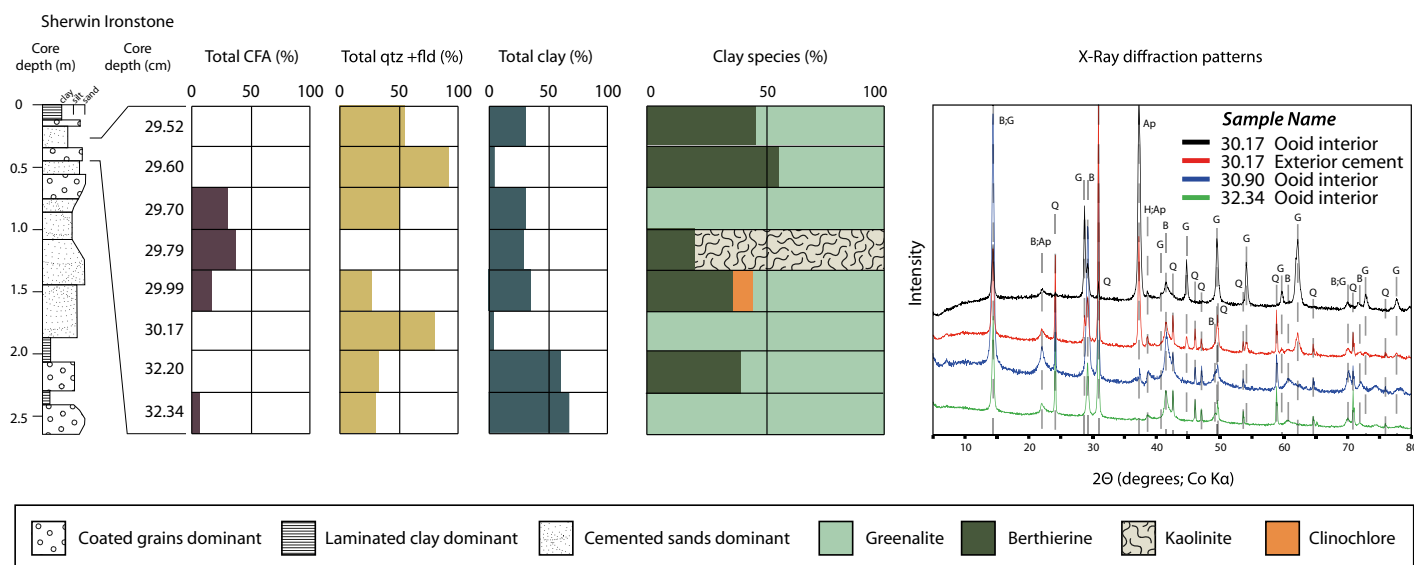 Sherwin Ironstone
Core depth (m)
Core depth (cm)
Total CFA (%)
Total qtz +fld (%)
Total clay (%)
Clay species (%)
X-Ray diffraction patterns
clay silt sand
0 50 100
0 50 100
0 50 100
0 50 100
0
0.5
1.0
1.5
2.0
2.5
29.52
29.60
29.70
29.79
29.99
30.17
32.20
32.34
Sample Name
30.17 Ooid interior
30.17 Exterior cement
30.90 Ooid interior
32.34 Ooid interior
B;G
B;Ap
Q
G
B
Q
Ap
H;Ap
G
B
Q
G
Q
Q
G
B
Q
Q
G
Q
G
B
G
Q
B;G
Q
B
G
Q
G
Intensity
5 10 20 30 40 50 60 70 80
2Θ (degrees; Co Kα)
Coated grains dominant
Laminated clay dominant
Cemented sands dominant
Greenalite
Berthierine
Kaolinite
Clinochlore